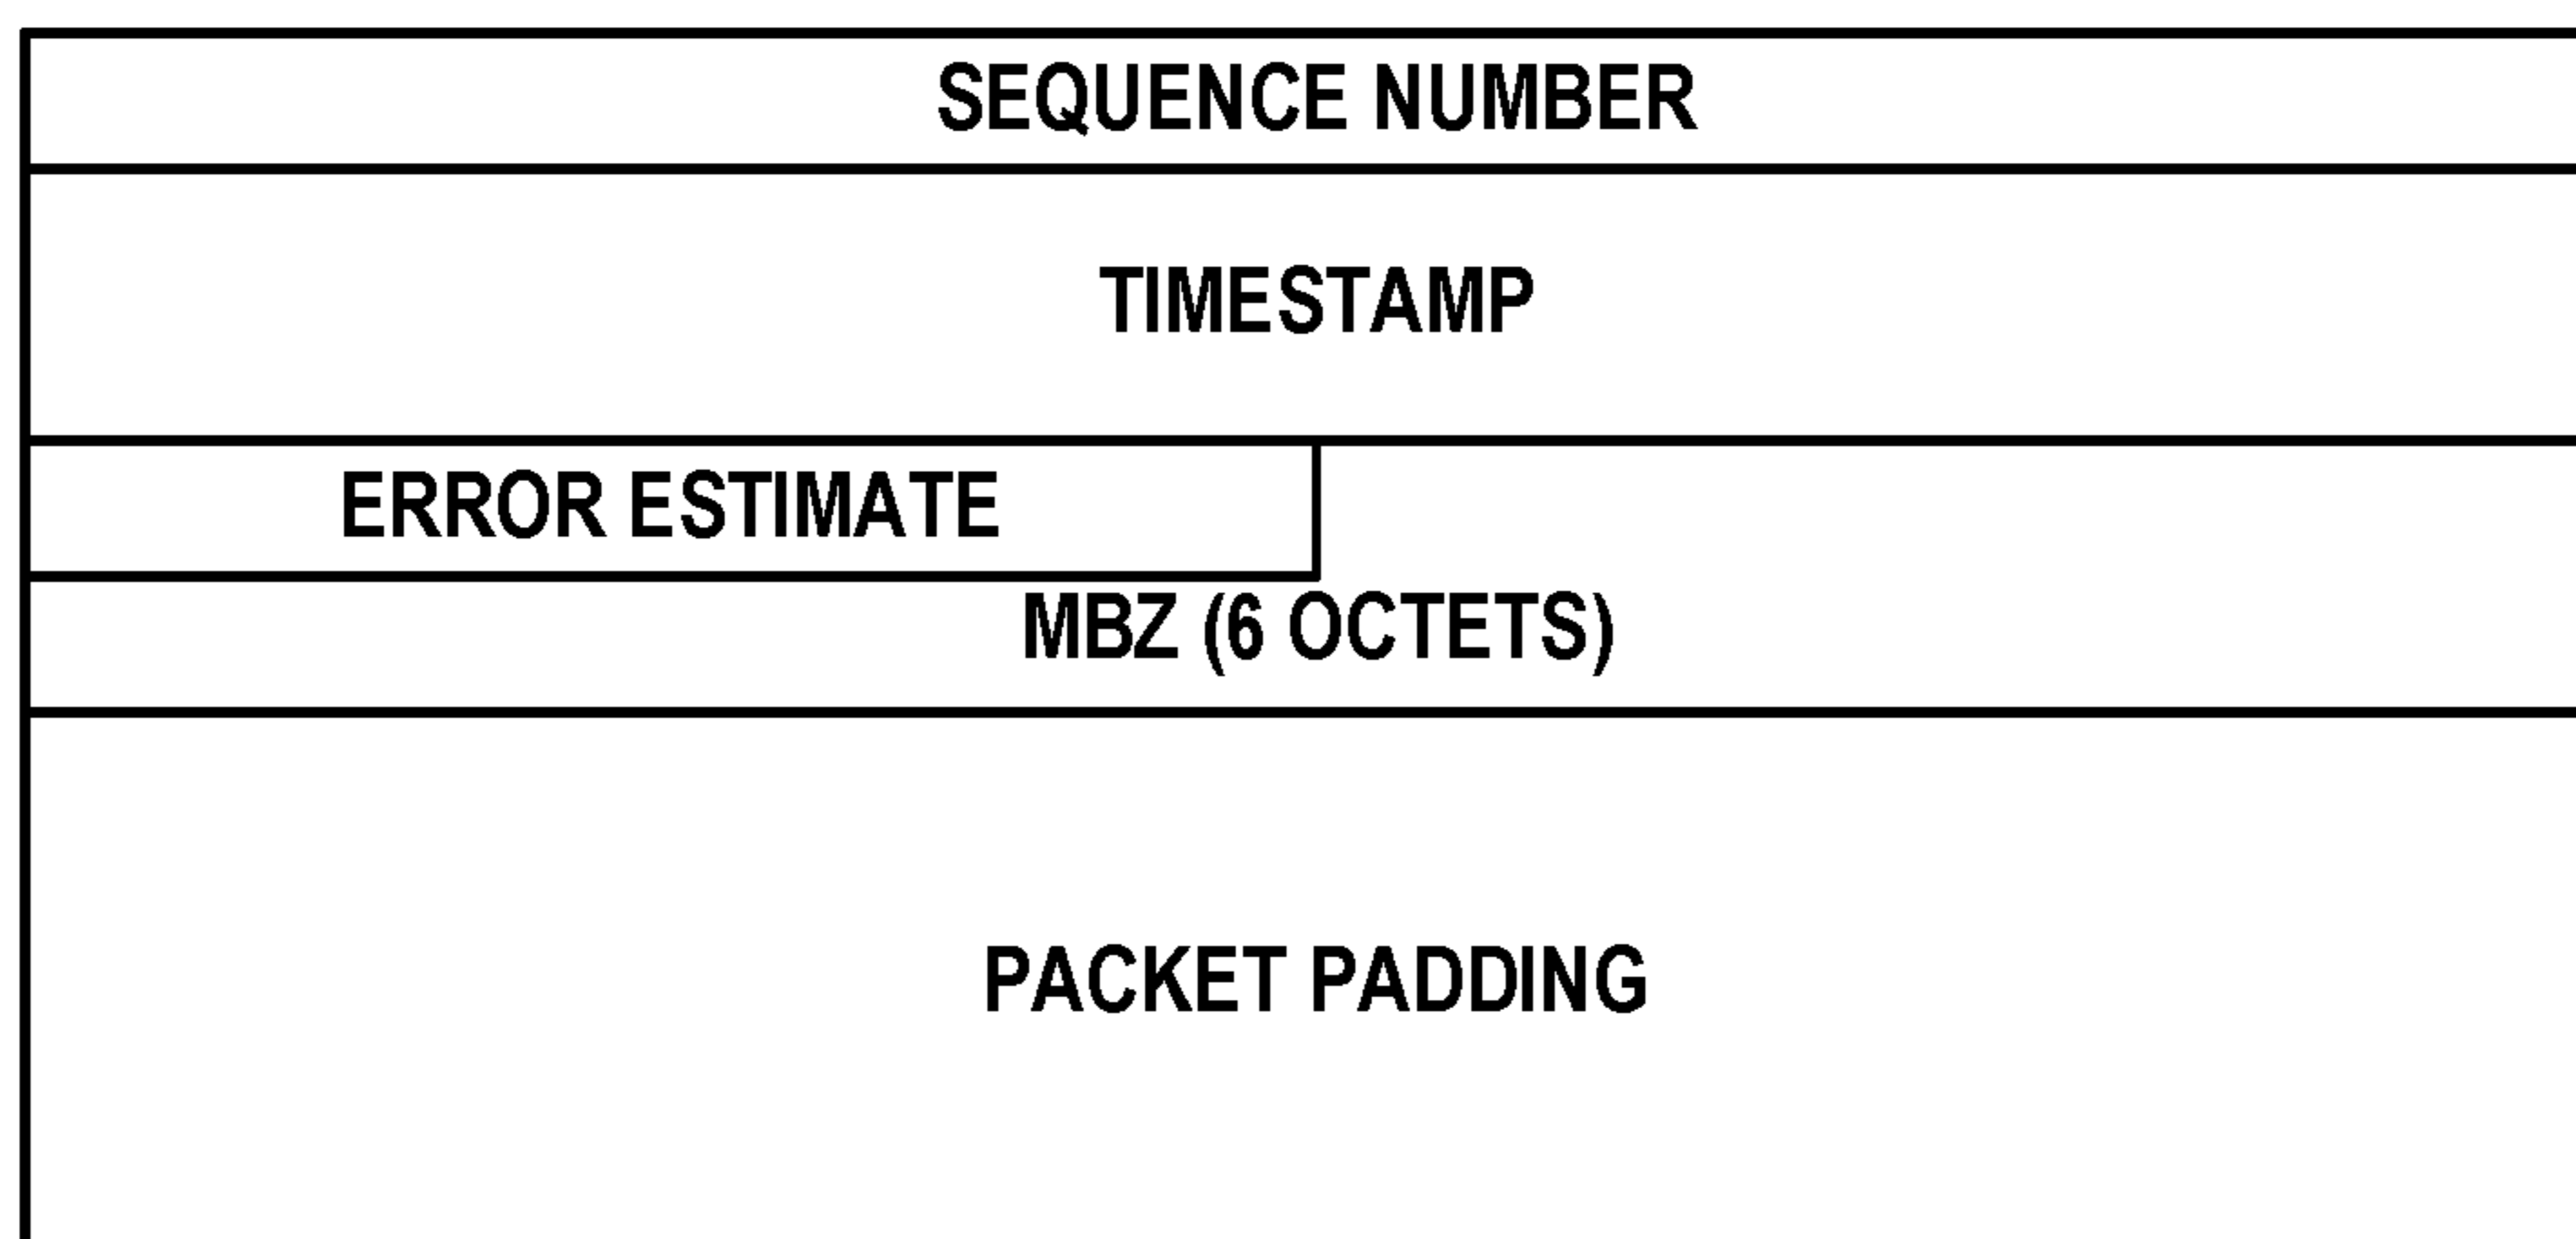 SEQUENCE NUMBER
TIMESTAMP
ERROR ESTIMATE
MBZ (6 OCTETS)
PACKET PADDING